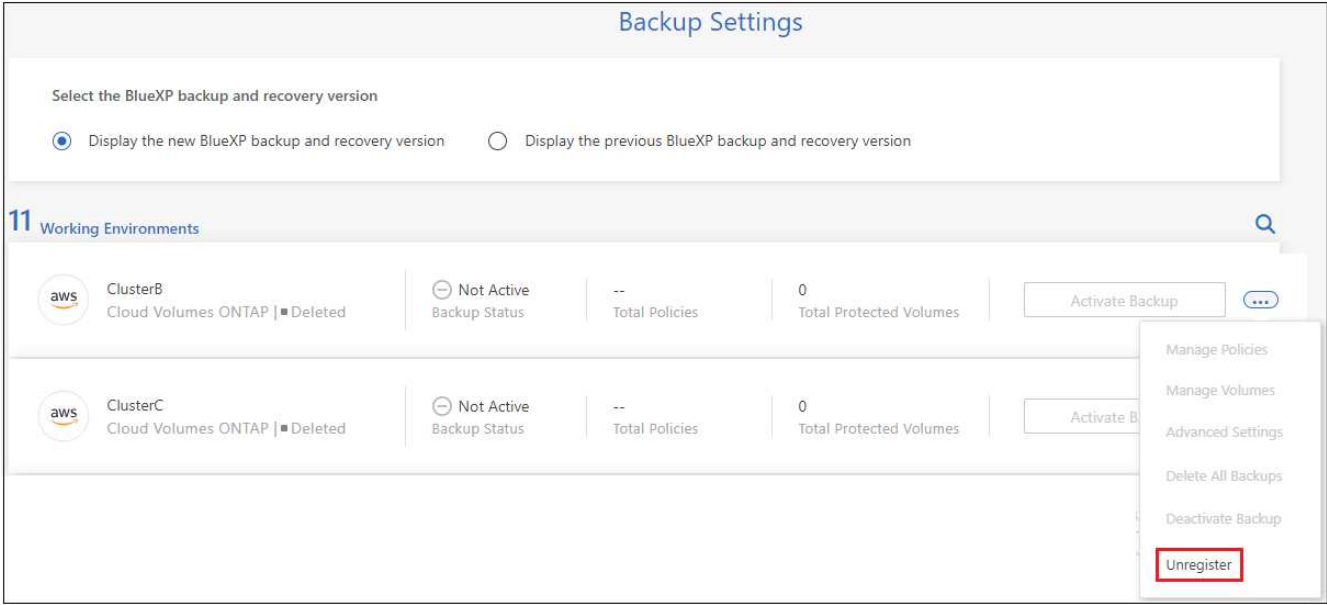 Backup Settings
Select the BlueXP backup and recovery version
Display the new BlueXP backup and recovery version
Display the previous BlueXP backup and recovery version
11 Working Environments
aws
ClusterB
Cloud Volumes ONTAP | ■ Deleted
Not Active
Backup Status
--
Total Policies
0
Total Protected Volumes
Activate Backup
...
Manage Policies
Manage Volumes
Advanced Settings
Delete All Backups
Deactivate Backup
Unregister
aws
ClusterC
Cloud Volumes ONTAP | ■ Deleted
Not Active
Backup Status
--
Total Policies
0
Total Protected Volumes
Activate B